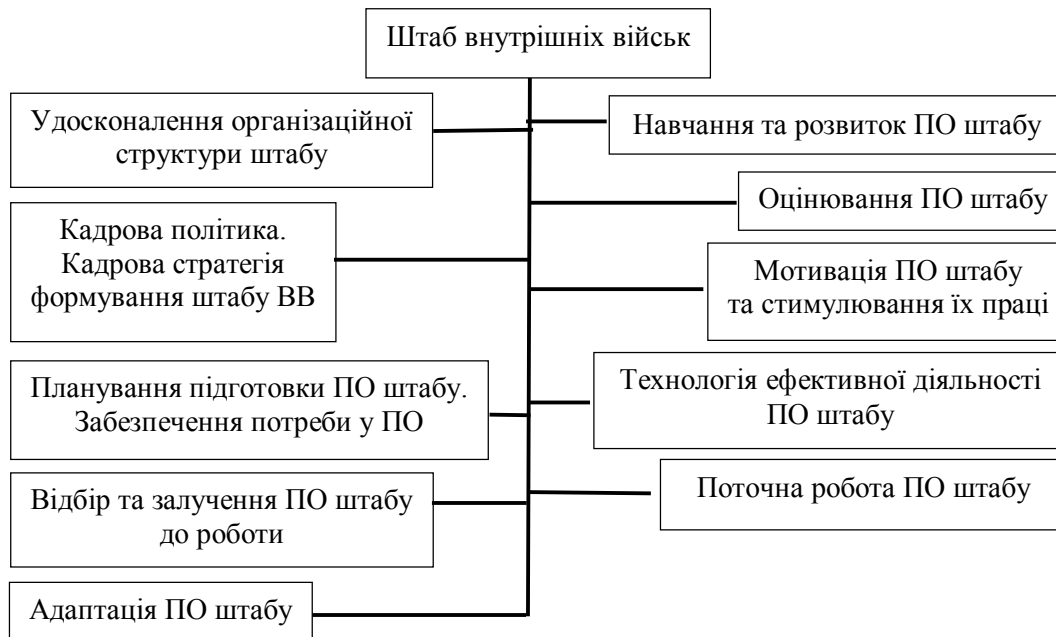 Штаб внутрішніх військ
Удосконалення організаційної
структури штабу
Кадрова політика.
Кадрова стратегія
формування штабу ВВ
Планування підготовки ПО штабу.
Забезпечення потреби у ПО
Відбір та залучення ПО штабу
до роботи
Адаптація ПО штабу
Навчання та розвиток ПО штабу
Оцінювання ПО штабу
Мотивація ПО штабу
та стимулювання їх праці
Технологія ефективної діяльності
ПО штабу
Поточна робота ПО штабу